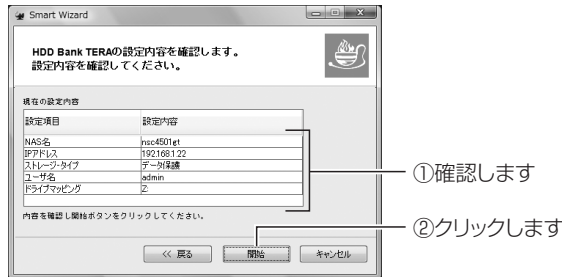 Smart Wizard
HDD Bank TERAの設定内容を確認します。
設定内容を確認してください。
現在の設定内容
設定項目 設定内容
NAS名 nsc4501gt
IPアドレス 192.168.1.22
ストレージ・タイプ データ保護
ユーザ名 admin
ドライブマッピング Z:
①確認します
内容を確認し開始ボタンをクリックしてください。
②クリックします
<< 戻る 開始 キャンセル